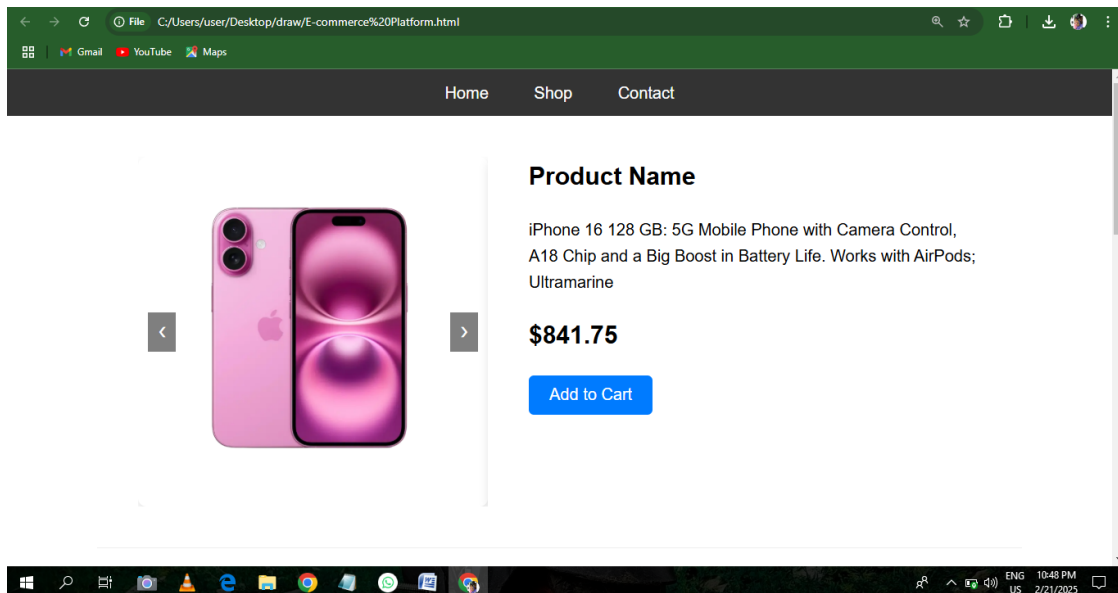 File C:/Users/user/Desktop/draw/E-commerce%20Platform.html
Gmail YouTube Maps
Home Shop Contact
Product Name
iPhone 16 128 GB: 5G Mobile Phone with Camera Control,
A18 Chip and a Big Boost in Battery Life. Works with AirPods;
Ultramarine
‹ ›
$841.75
Add to Cart
ENG 10:48 PM
US 2/21/2025